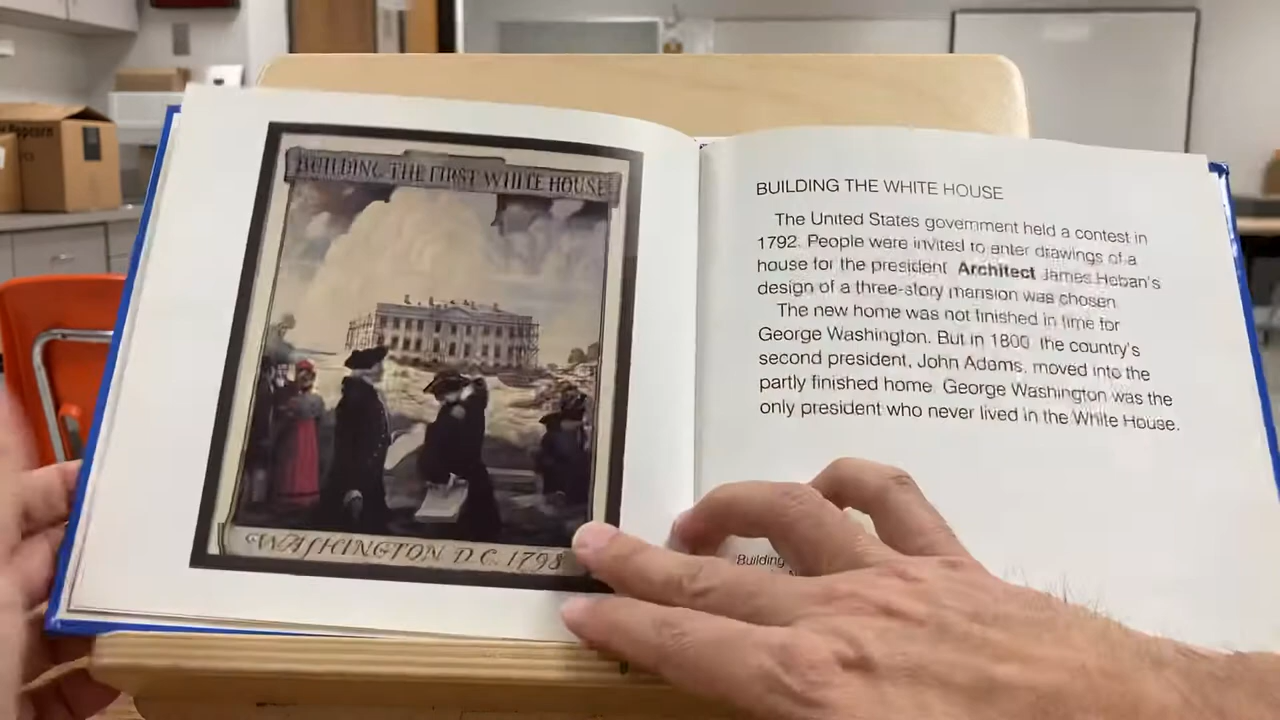 Popcorn
BUILDING THE FIRST WHITE HOUSE
WASHINGTON D.C. 1798
BUILDING THE WHITE HOUSE
The United States government held a contest in
1792. People were invited to enter drawings of a
house for the president. Architect James Hoban's
design of a three-story mansion was chosen.
The new home was not finished in time for
George Washington. But in 1800 the country's
second president, John Adams, moved into the
partly finished home. George Washington was the
only president who never lived in the White House.
"Building